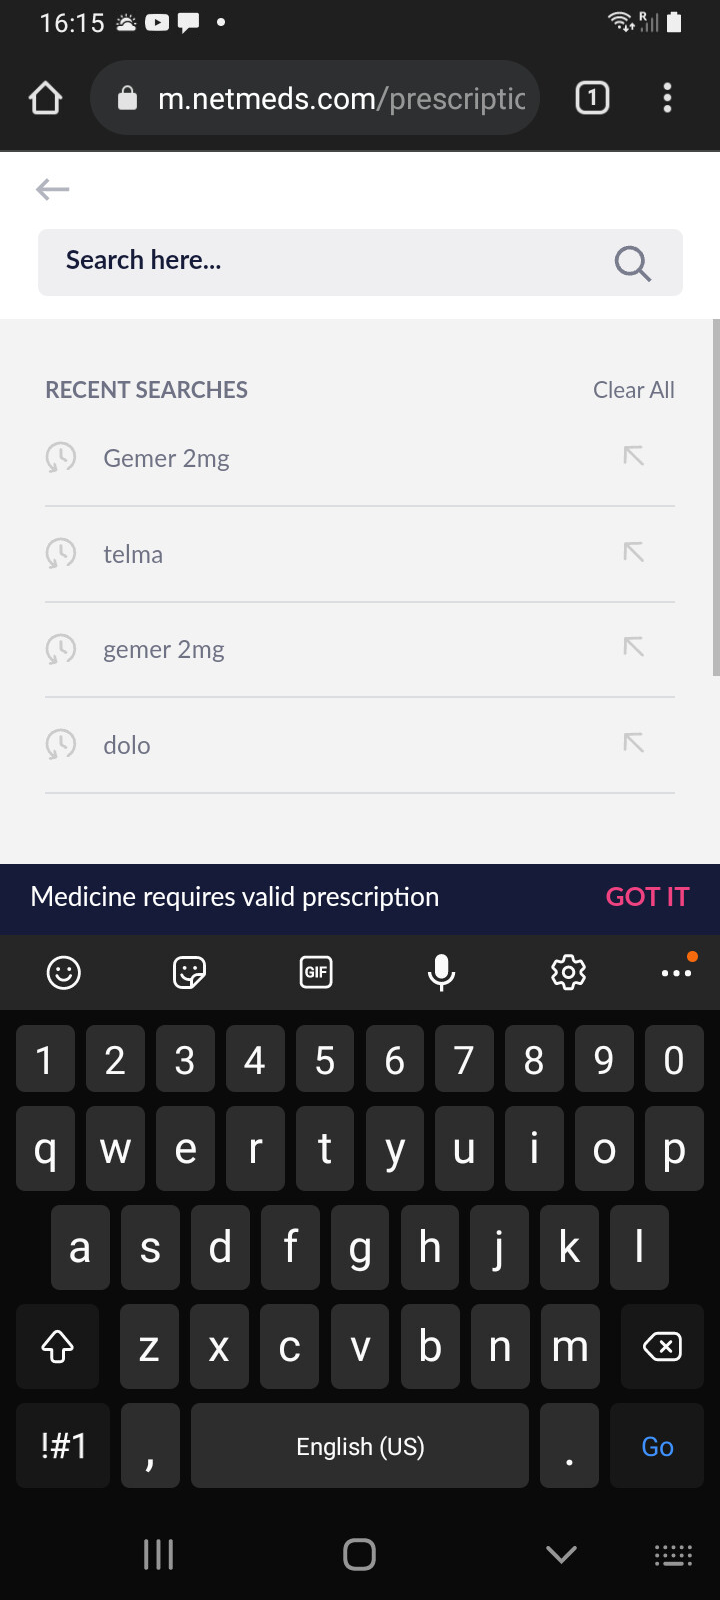 16:15
R
m.netmeds.com/prescriptic
1
Search here...
RECENT SEARCHES Clear All
Gemer 2mg
telma
gemer 2mg
dolo
Medicine requires valid prescription GOT IT
GIF
1 2 3 4 5 6 7 8 9 0
q w e r t y u i o p
a s d f g h j k l
z x c v b n m
!#1 , English (US) . Go